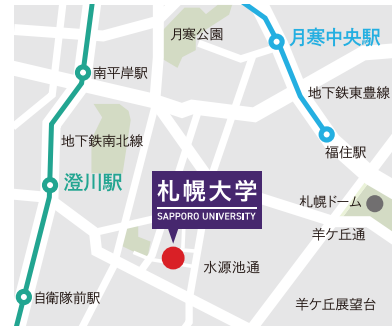 月寒公園
月寒中央駅
南平岸駅
地下鉄東豊線
地下鉄南北線
福住駅
澄川駅
札幌大学
SAPPORO UNIVERSITY
札幌ドーム
羊ケ丘通
水源池通
自衛隊前駅
羊ケ丘展望台